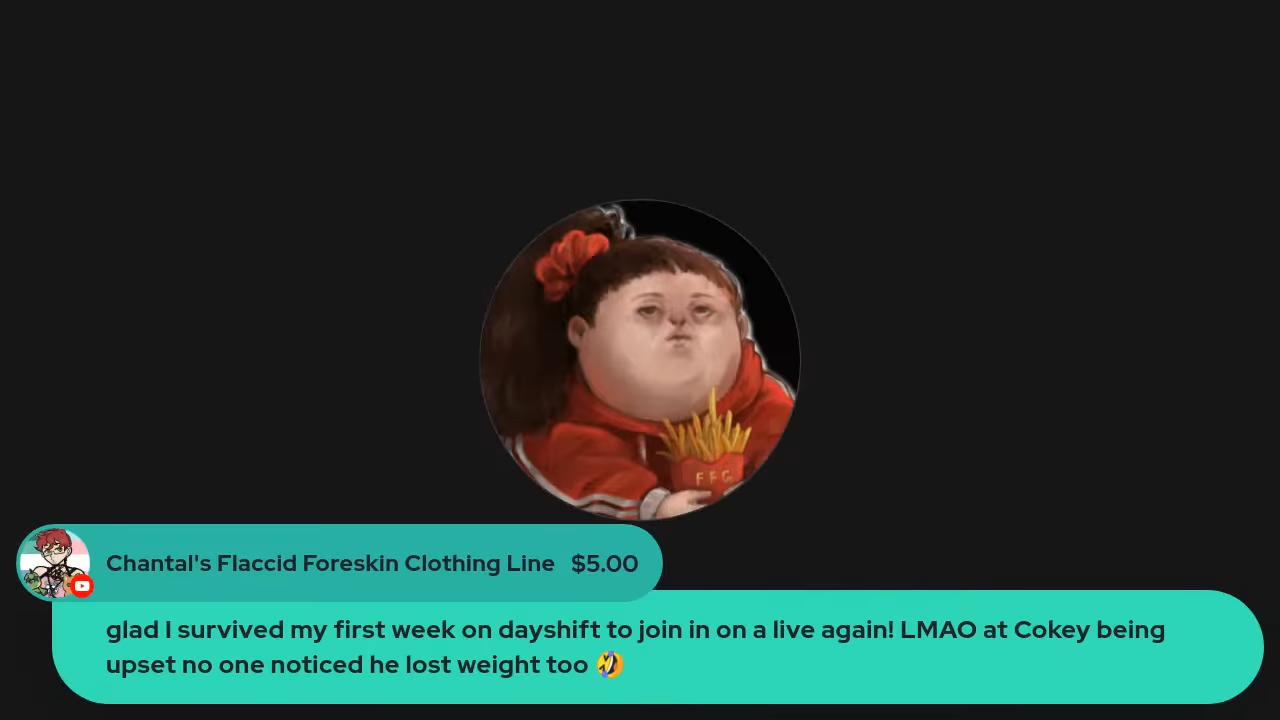 FFG
Chantal's Flaccid Foreskin Clothing Line $5.00
glad I survived my first week on dayshift to join in on a live again! LMAO at Cokey being
upset no one noticed he lost weight too 🤣